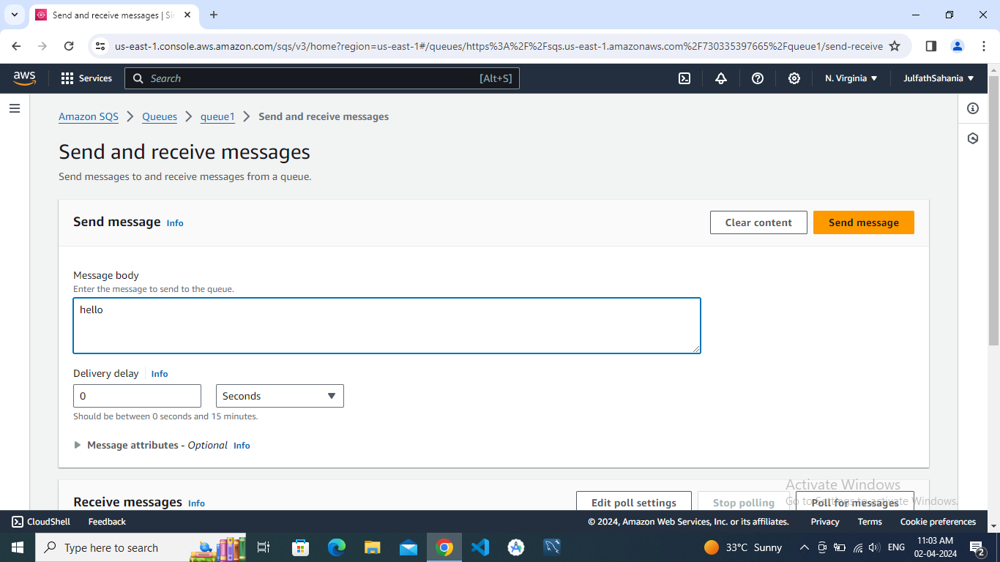 Send and receive messages | Si
us-east-1.console.aws.amazon.com/sqs/v3/home?region=us-east-1#/queues/https%3A%2F%2Fsqs.us-east-1.amazonaws.com%2F730335397665%2Fqueue1/send-receive
aws Services Search [Alt+S] N. Virginia JulfathSahania
Amazon SQS Queues queue1 Send and receive messages
Send and receive messages
Send messages to and receive messages from a queue.
Send message Info Clear content Send message
Message body
Enter the message to send to the queue.
hello
Delivery delay Info
0 Seconds
Should be between 0 seconds and 15 minutes.
Message attributes - Optional Info
Activate Windows
Receive messages Info Edit poll settings Stop polling Poll for messages
Go to Settings to activate Windows.
CloudShell Feedback © 2024, Amazon Web Services, Inc. or its affiliates. Privacy Terms Cookie preferences
Type here to search 33°C Sunny ENG 11:03 AM
02-04-2024 2